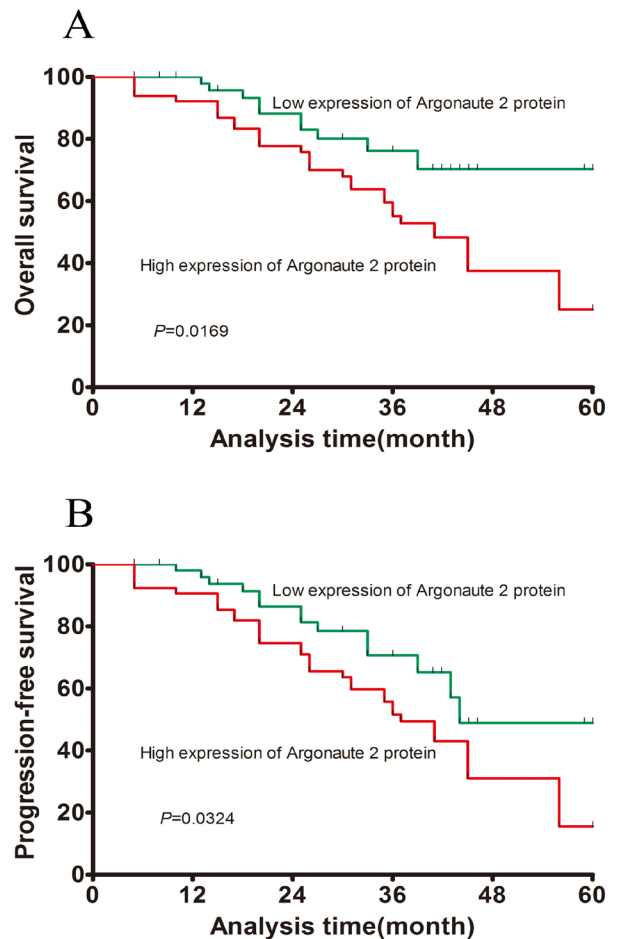 A
100
80
60
40
20
0
Overall survival
Low expression of Argonaute 2 protein
High expression of Argonaute 2 protein
P=0.0169
0 12 24 36 48 60
Analysis time(month)
B
100
80
60
40
20
0
Progression-free survival
Low expression of Argonaute 2 protein
High expression of Argonaute 2 protein
P=0.0324
0 12 24 36 48 60
Analysis time(month)